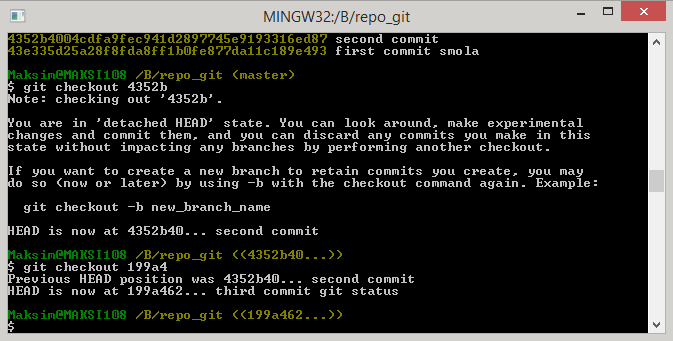 MINGW32:/B/repo_git
4352b4004cdfa9fec941d2897745e9193316ed87 second commit
43e335d25a28f8fda8ff1b0fe877da11c189e493 first commit smola
Maksim@MAKSI108 /B/repo_git (master)
$ git checkout 4352b
Note: checking out '4352b'.
You are in 'detached HEAD' state. You can look around, make experimental
changes and commit them, and you can discard any commits you make in this
state without impacting any branches by performing another checkout.
If you want to create a new branch to retain commits you create, you may
do so (now or later) by using -b with the checkout command again. Example:
git checkout -b new_branch_name
HEAD is now at 4352b40... second commit
Maksim@MAKSI108 /B/repo_git ((4352b40...))
$ git checkout 199a4
Previous HEAD position was 4352b40... second commit
HEAD is now at 199a462... third commit git status
Maksim@MAKSI108 /B/repo_git ((199a462...))
$